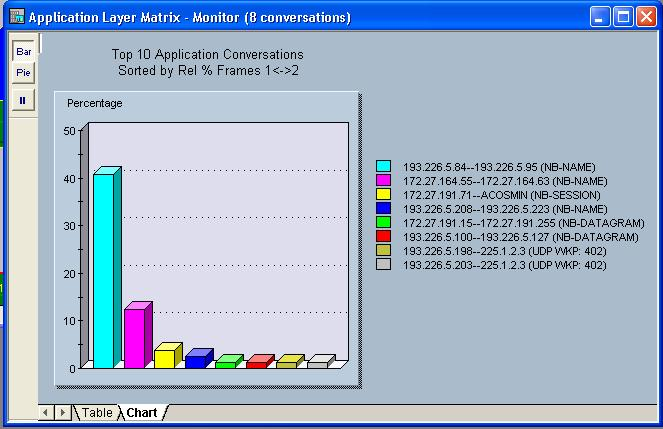 Application Layer Matrix - Monitor (8 conversations)
Bar
Pie
Top 10 Application Conversations
Sorted by Rel % Frames 1<->2
Percentage
50
40
30
20
10
0
193.226.5.84--193.226.5.95 (NB-NAME)
172.27.164.55--172.27.164.63 (NB-NAME)
172.27.191.71--ACOSMIN (NB-SESSION)
193.226.5.208--193.226.5.223 (NB-NAME)
172.27.191.15--172.27.191.255 (NB-DATAGRAM)
193.226.5.100--193.226.5.127 (NB-DATAGRAM)
193.226.5.198--225.1.2.3 (UDP WKP: 402)
193.226.5.203--225.1.2.3 (UDP WKP: 402)
Table Chart